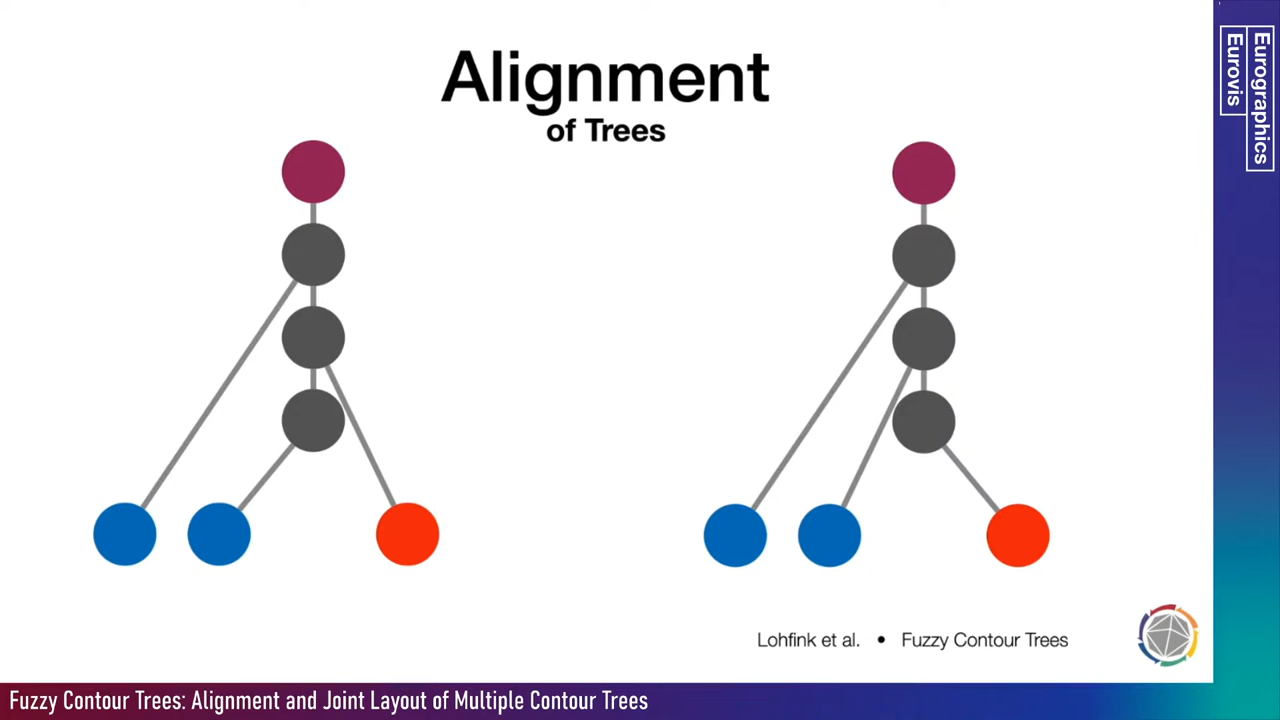 Alignment
of Trees
Eurographics
Eurovis
Lohfink et al. • Fuzzy Contour Trees
Fuzzy Contour Trees: Alignment and Joint Layout of Multiple Contour Trees